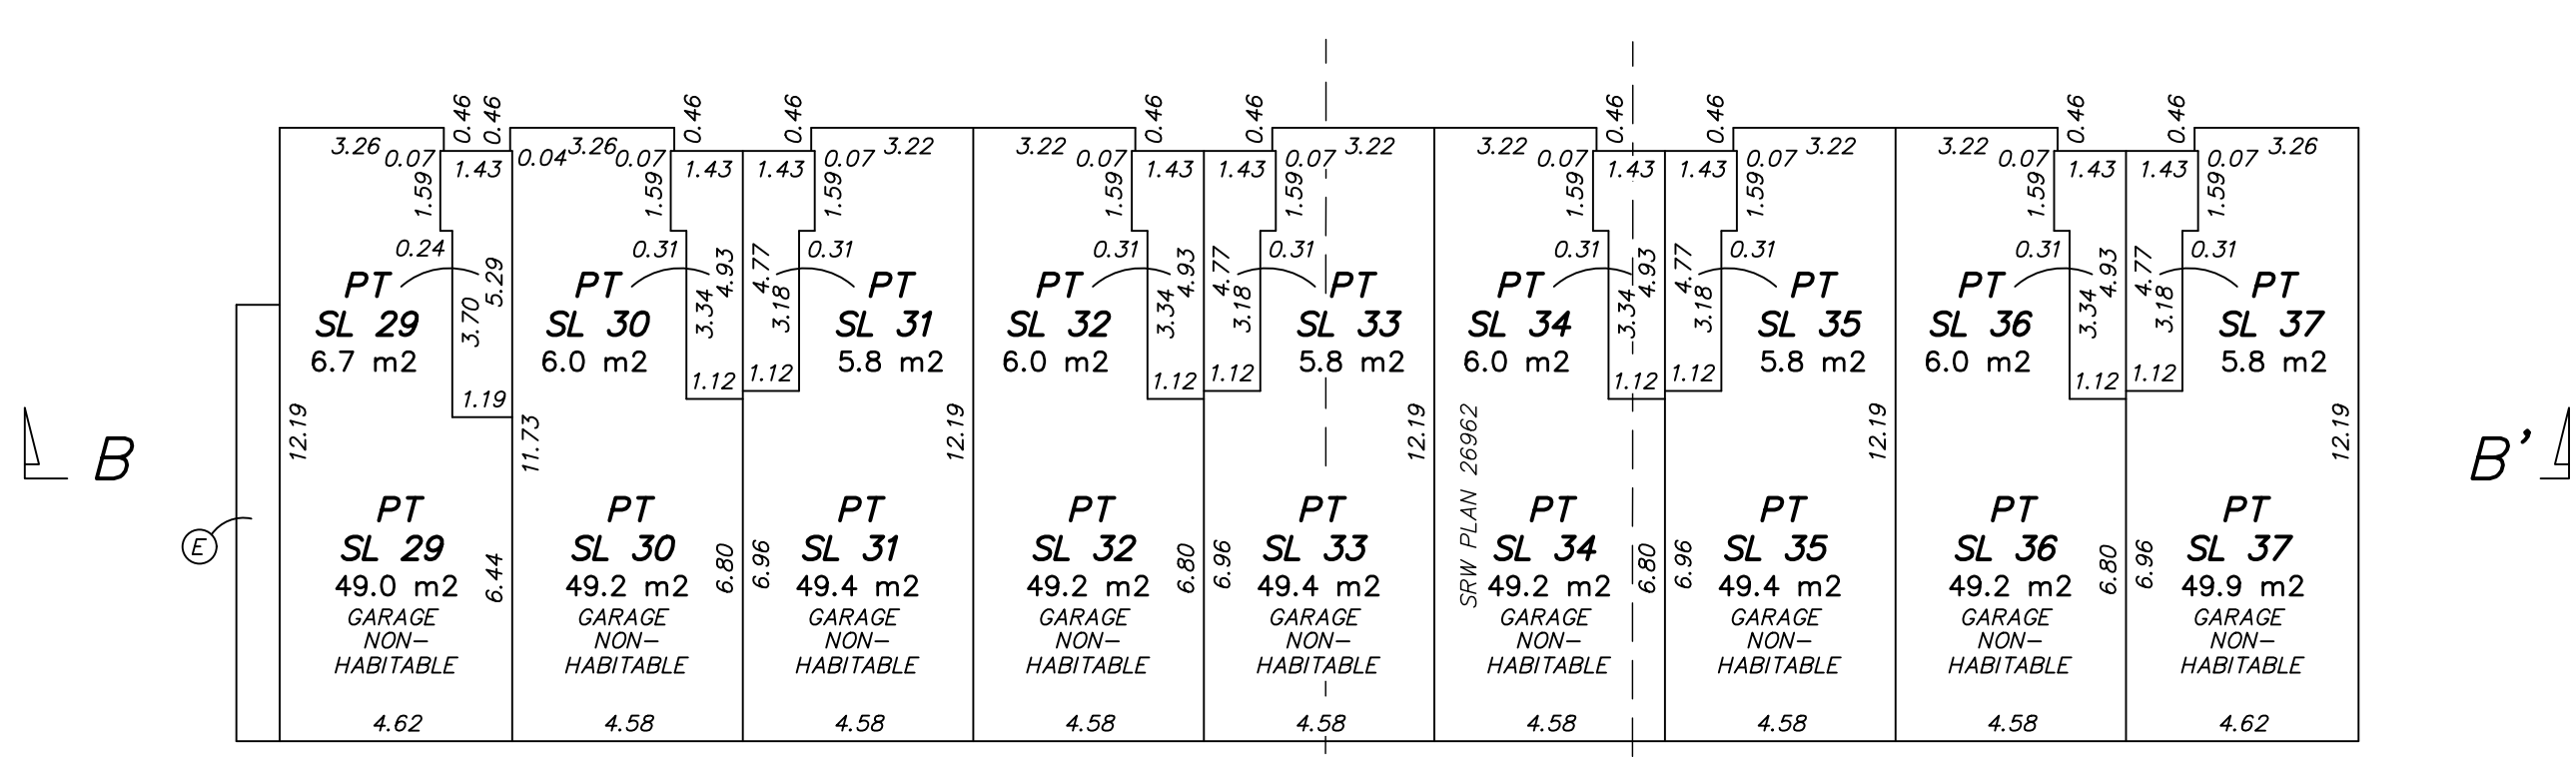 0.46 0.46 0.46 0.46 0.46 0.46 0.46 0.46 0.46 0.46
3.26 0.07 0.04 3.26 0.07 0.07 3.22 3.22 0.07 0.07 3.22 3.22 0.07 0.07 3.22 3.22 0.07 0.07 3.26
1.43 1.43 1.43 1.43 1.43 1.43 1.43 1.43 1.43
1.59 1.59 1.59 1.59 1.59 1.59 1.59 1.59 1.59
0.24 0.31 0.31 0.31 0.31 0.31 0.31 0.31 0.31
5.29 4.93 4.77 4.93 4.77 4.93 4.77 4.93 4.77
PT PT PT PT PT PT PT PT PT
3.70 3.34 3.18 3.34 3.18 3.34 3.18 3.34 3.18
SL 29 SL 30 SL 31 SL 32 SL 33 SL 34 SL 35 SL 36 SL 37
6.7 m2 6.0 m2 5.8 m2 6.0 m2 5.8 m2 6.0 m2 5.8 m2 6.0 m2 5.8 m2
1.19 1.12 1.12 1.12 1.12 1.12 1.12 1.12 1.12
12.19 11.73 12.19 12.19 12.19 12.19
B B'
SRW PLAN 26962
PT PT PT PT PT PT PT PT PT
E
SL 29 SL 30 SL 31 SL 32 SL 33 SL 34 SL 35 SL 36 SL 37
6.44 6.80 6.96 6.80 6.96 6.80 6.96 6.80 6.96
49.0 m2 49.2 m2 49.4 m2 49.2 m2 49.4 m2 49.2 m2 49.4 m2 49.2 m2 49.9 m2
GARAGE GARAGE GARAGE GARAGE GARAGE GARAGE GARAGE GARAGE GARAGE
NON- NON- NON- NON- NON- NON- NON- NON- NON-
HABITABLE HABITABLE HABITABLE HABITABLE HABITABLE HABITABLE HABITABLE HABITABLE HABITABLE
4.62 4.58 4.58 4.58 4.58 4.58 4.58 4.58 4.62